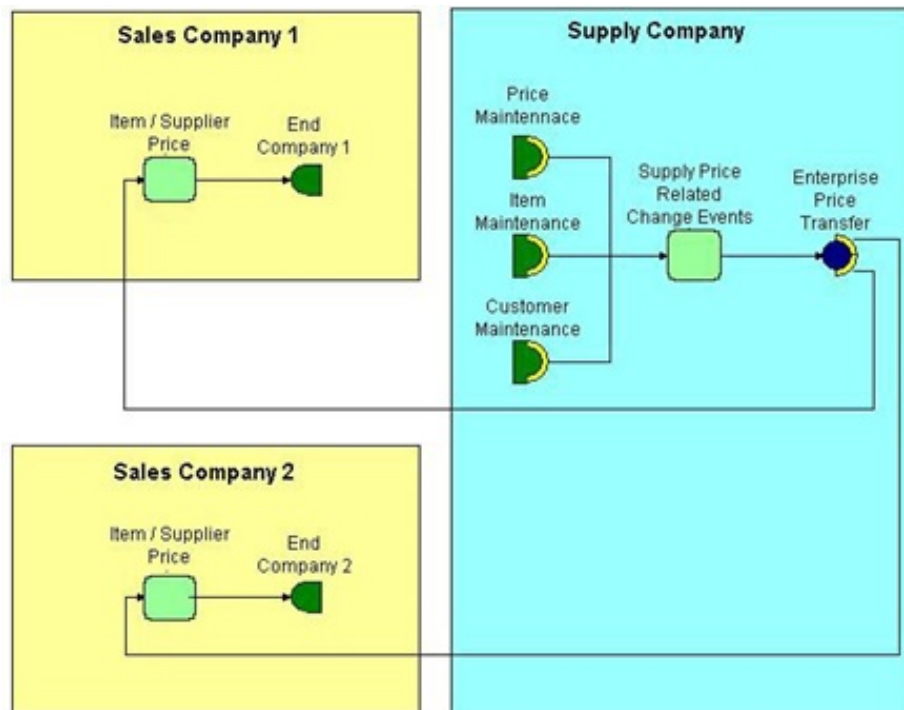 Sales Company 1
Item / Supplier
Price
End
Company 1
Supply Company
Price
Maintennace
Item
Maintenance
Customer
Maintenance
Supply Price
Related
Change Events
Enterprise
Price
Transfer
Sales Company 2
Item / Supplier
Price
End
Company 2